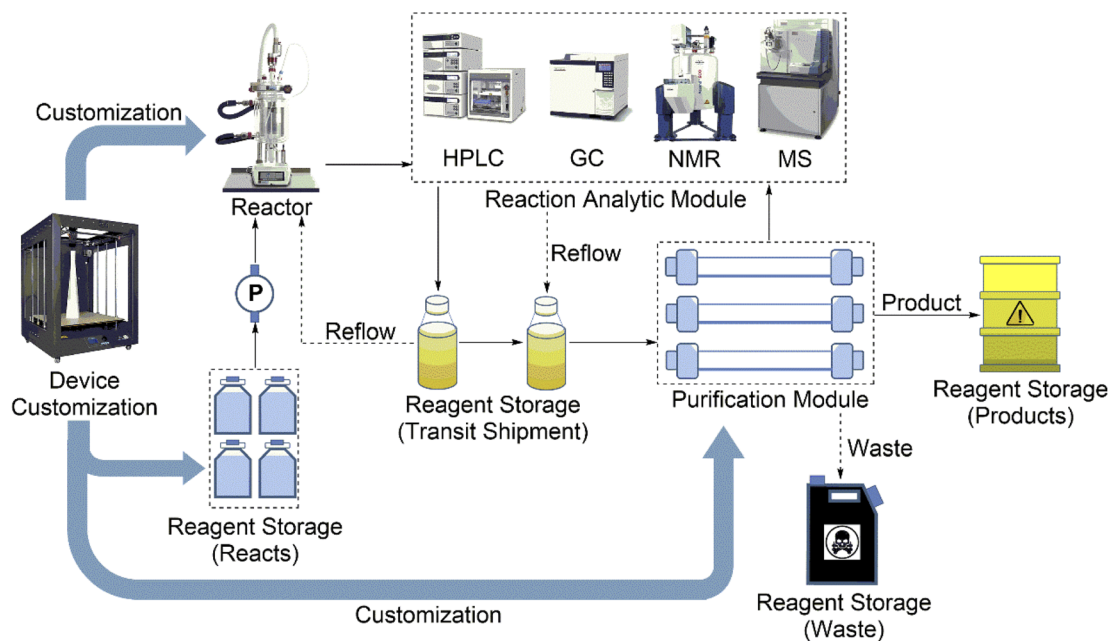 Customization
HPLC
GC
NMR
MS
Reactor
Reaction Analytic Module
Reflow
P
Reflow
Product
Device
Customization
Reagent Storage
(Transit Shipment)
Purification Module
Reagent Storage
(Products)
Waste
Reagent Storage
(Reacts)
Customization
Reagent Storage
(Waste)